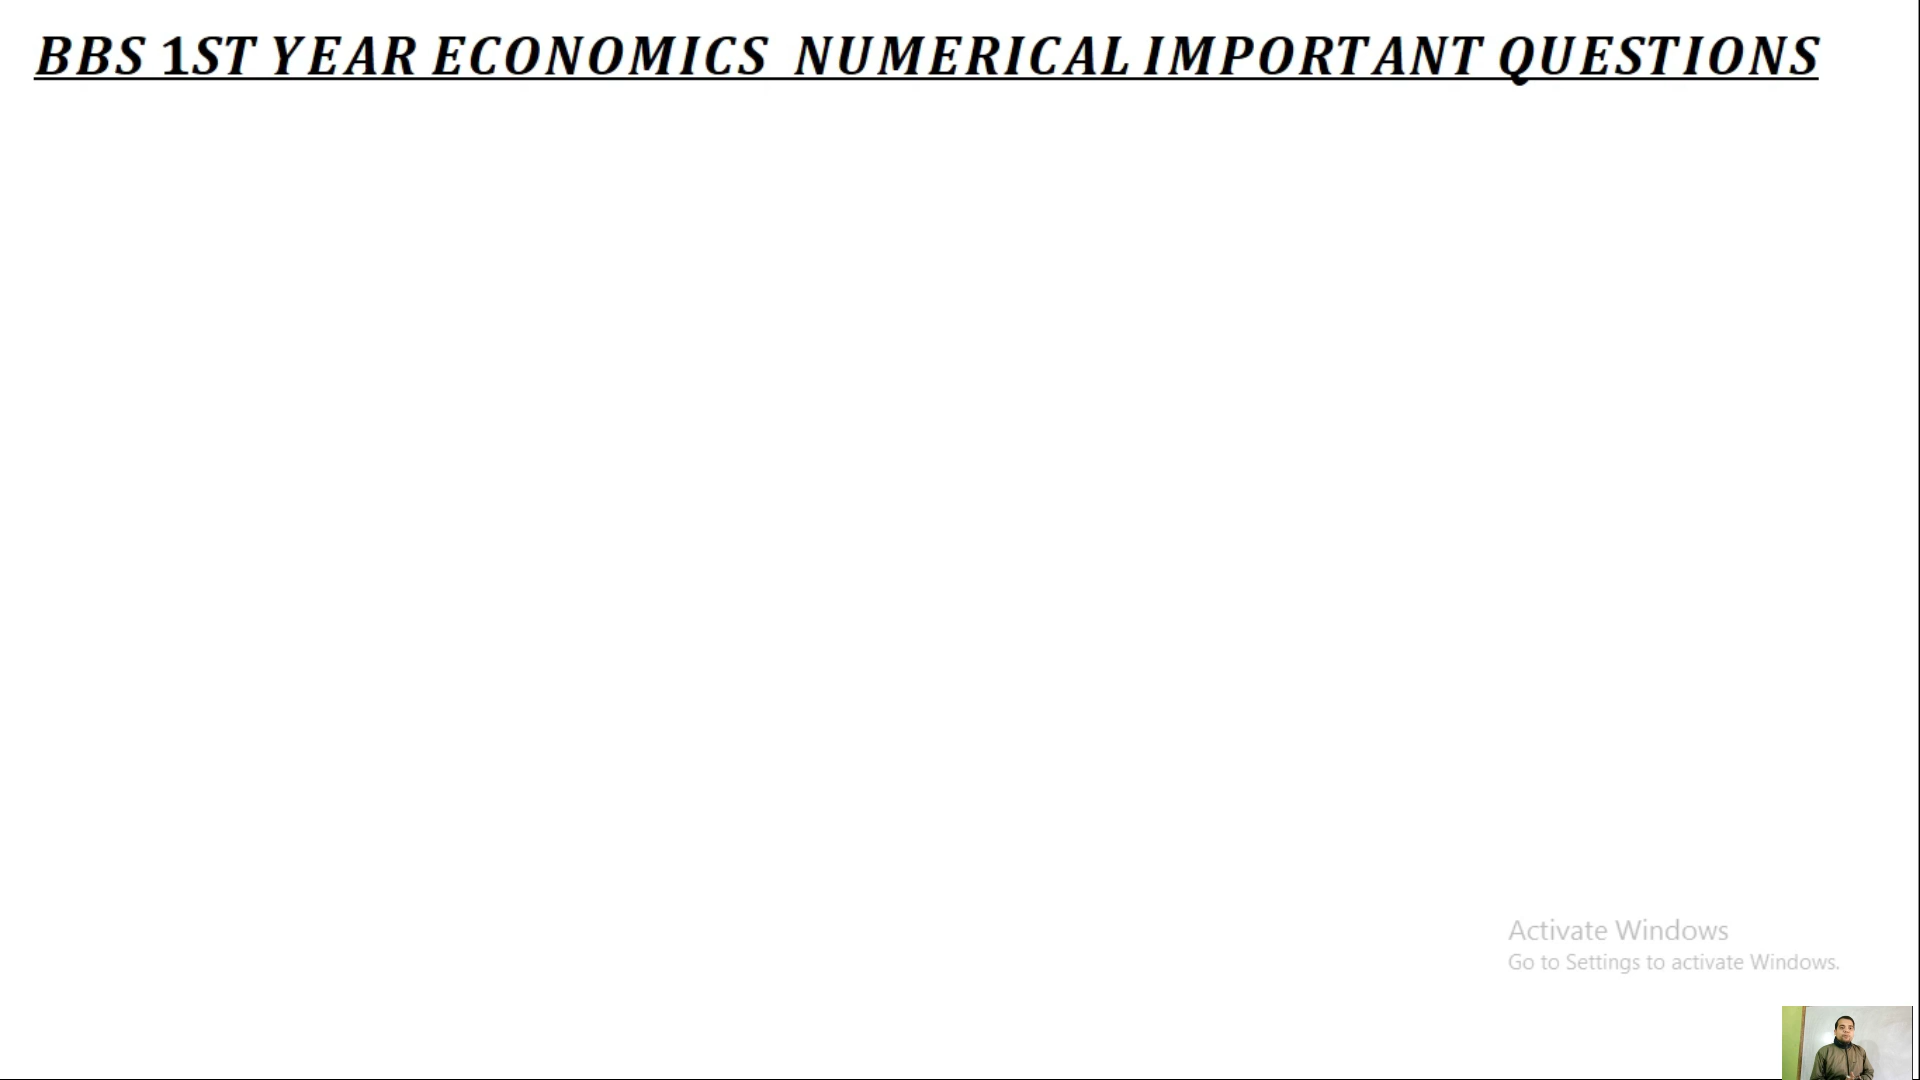 BBS 1ST YEAR ECONOMICS NUMERICAL IMPORTANT QUESTIONS
Activate Windows
Go to Settings to activate Windows.